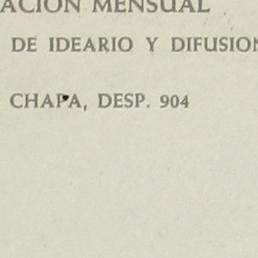 ACION MENSUAL
DE IDEARIO Y DIFUSION
CHAPA, DESP. 904